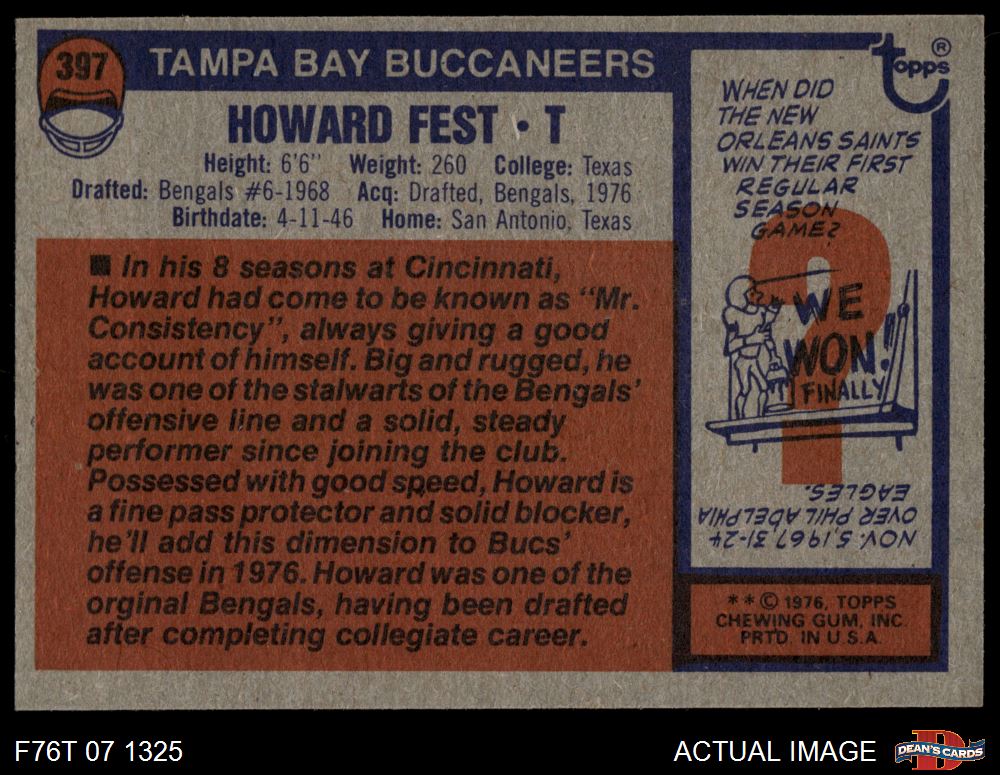 397
TAMPA BAY BUCCANEERS
HOWARD FEST • T
Height: 6'6" Weight: 260 College: Texas
Drafted: Bengals #6-1968 Acq: Drafted, Bengals, 1976
Birthdate: 4-11-46 Home: San Antonio, Texas
■ In his 8 seasons at Cincinnati,
Howard had come to be known as "Mr.
Consistency", always giving a good
account of himself. Big and rugged, he
was one of the stalwarts of the Bengals'
offensive line and a solid, steady
performer since joining the club.
Possessed with good speed, Howard is
a fine pass protector and solid blocker,
he'll add this dimension to Bucs'
offense in 1976. Howard was one of the
orginal Bengals, having been drafted
after completing collegiate career.
topps ®
WHEN DID
THE NEW
ORLEANS SAINTS
WIN THEIR FIRST
REGULAR
SEASON
GAME?
?
WE
WON!
FINALLY
NOV. 5, 1967 31-24
OVER PHILADELPHIA
EAGLES.
** © 1976, TOPPS
CHEWING GUM, INC.
PRTD. IN U.S.A.
F76T 07 1325
ACTUAL IMAGE
D
DEAN'S CARDS